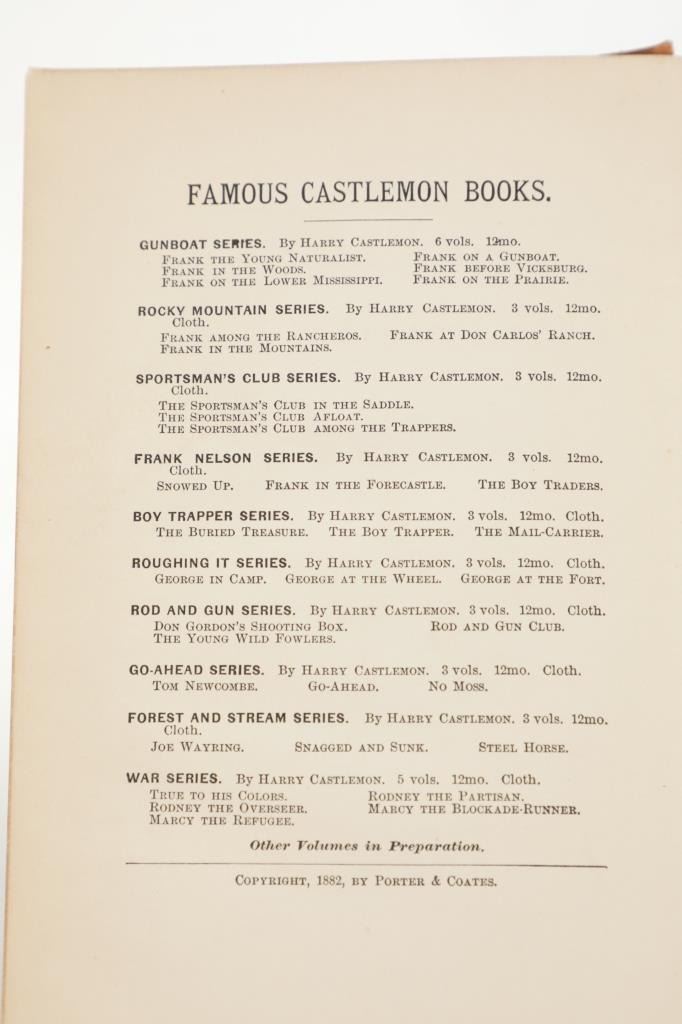 FAMOUS CASTLEMON BOOKS.
GUNBOAT SERIES. By Harry Castlemon. 6 vols. 12mo.
Frank the Young Naturalist. Frank on a Gunboat.
Frank in the Woods. Frank before Vicksburg.
Frank on the Lower Mississippi. Frank on the Prairie.
ROCKY MOUNTAIN SERIES. By Harry Castlemon. 3 vols. 12mo.
Cloth.
Frank among the Rancheros. Frank at Don Carlos' Ranch.
Frank in the Mountains.
SPORTSMAN'S CLUB SERIES. By Harry Castlemon. 3 vols. 12mo.
Cloth.
The Sportsman's Club in the Saddle.
The Sportsman's Club Afloat.
The Sportsman's Club among the Trappers.
FRANK NELSON SERIES. By Harry Castlemon. 3 vols. 12mo.
Cloth.
Snowed Up. Frank in the Forecastle. The Boy Traders.
BOY TRAPPER SERIES. By Harry Castlemon. 3 vols. 12mo. Cloth.
The Buried Treasure. The Boy Trapper. The Mail-Carrier.
ROUGHING IT SERIES. By Harry Castlemon. 3 vols. 12mo. Cloth.
George in Camp. George at the Wheel. George at the Fort.
ROD AND GUN SERIES. By Harry Castlemon. 3 vols. 12mo. Cloth.
Don Gordon's Shooting Box. Rod and Gun Club.
The Young Wild Fowlers.
GO-AHEAD SERIES. By Harry Castlemon. 3 vols. 12mo. Cloth.
Tom Newcombe. Go-Ahead. No Moss.
FOREST AND STREAM SERIES. By Harry Castlemon. 3 vols. 12mo.
Cloth.
Joe Wayring. Snagged and Sunk. Steel Horse.
WAR SERIES. By Harry Castlemon. 5 vols. 12mo. Cloth.
True to his Colors. Rodney the Partisan.
Rodney the Overseer. Marcy the Blockade-Runner.
Marcy the Refugee.
Other Volumes in Preparation.
Copyright, 1882, by Porter & Coates.